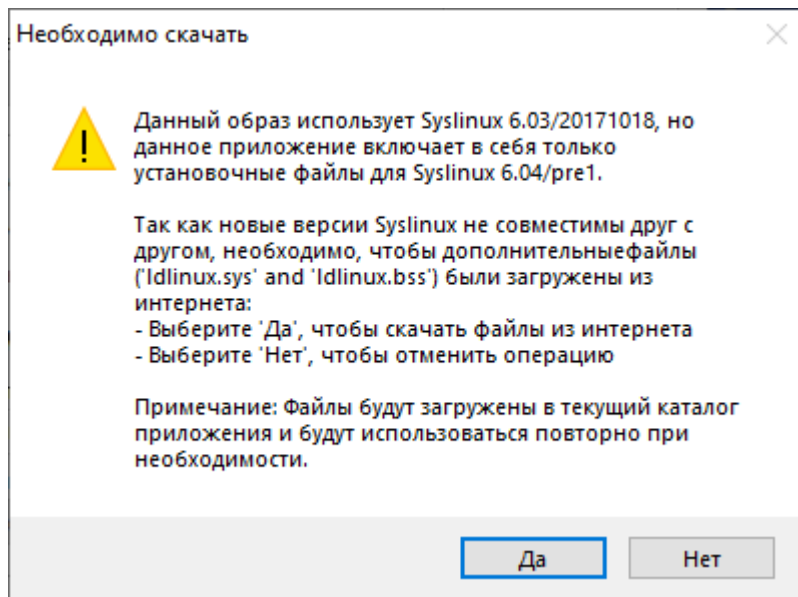 Необходимо скачать
Данный образ использует Syslinux 6.03/20171018, но
данное приложение включает в себя только
установочные файлы для Syslinux 6.04/pre1.
Так как новые версии Syslinux не совместимы друг с
другом, необходимо, чтобы дополнительныефайлы
('ldlinux.sys' and 'ldlinux.bss') были загружены из
интернета:
- Выберите 'Да', чтобы скачать файлы из интернета
- Выберите 'Нет', чтобы отменить операцию
Примечание: Файлы будут загружены в текущий каталог
приложения и будут использоваться повторно при
необходимости.
Да
Нет